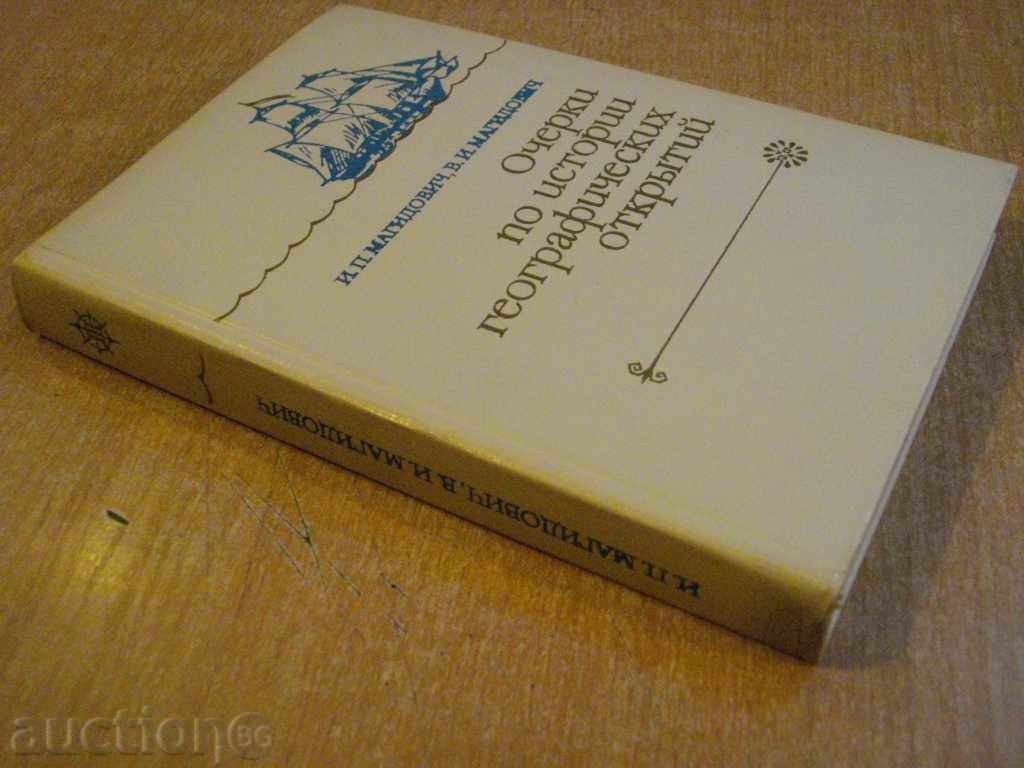 И. П. МАГИДОВИЧ, В. И. МАГИДОВИЧ
Очерки
по истории
географических
открытий
И. П. МАГИДОВИЧ, В. И. МАГИДОВИЧ
auction BG